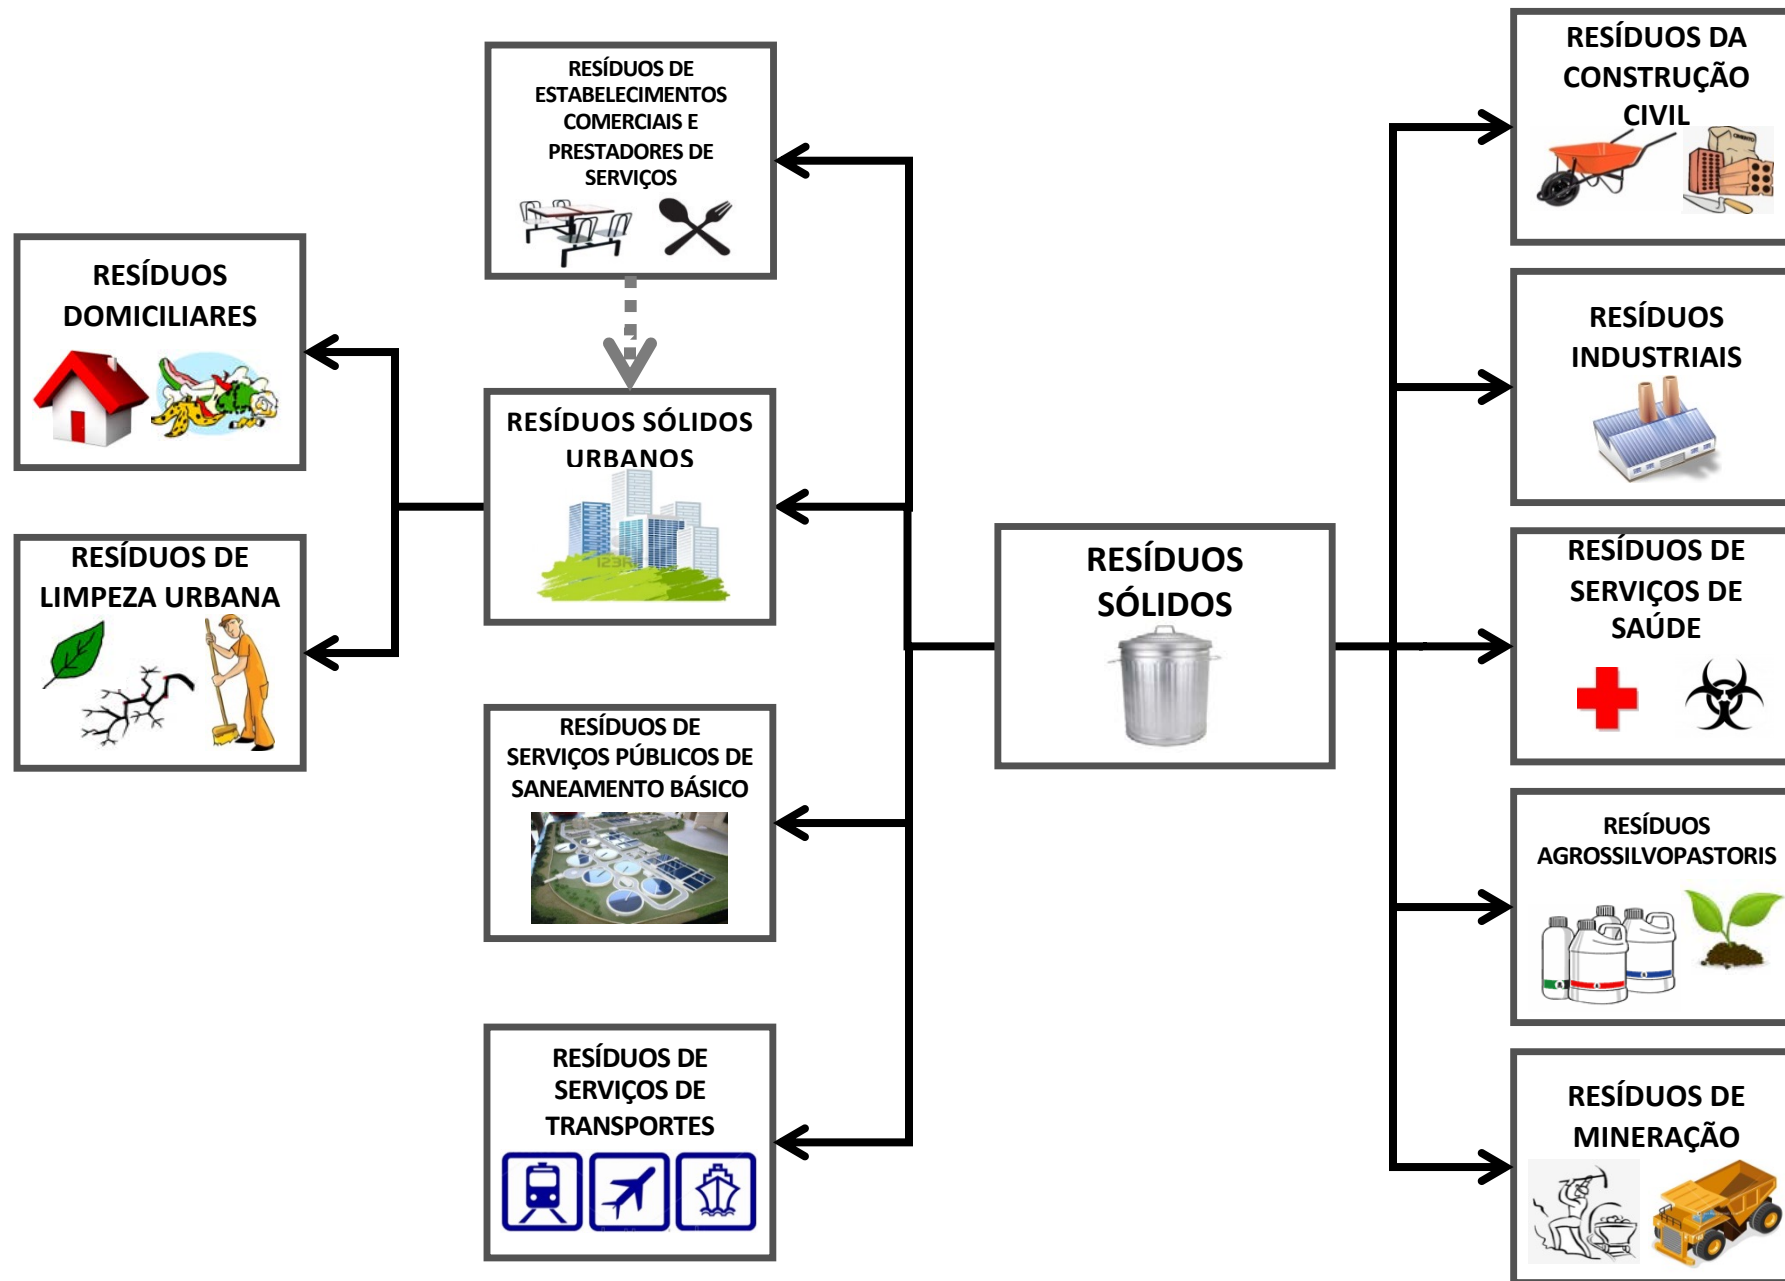 RESÍDUOS DE
ESTABELECIMENTOS
COMERCIAIS E
PRESTADORES DE
SERVIÇOS
RESÍDUOS
DOMICILIARES
RESÍDUOS SÓLIDOS
URBANOS
123R
RESÍDUOS DE
LIMPEZA URBANA
RESÍDUOS DE
SERVIÇOS PÚBLICOS DE
SANEAMENTO BÁSICO
RESÍDUOS DE
SERVIÇOS DE
TRANSPORTES
RESÍDUOS
SÓLIDOS
RESÍDUOS DA
CONSTRUÇÃO
CIVIL
CIMENTO
RESÍDUOS
INDUSTRIAIS
RESÍDUOS DE
SERVIÇOS DE
SAÚDE
RESÍDUOS
AGROSSILVOPASTORIS
RESÍDUOS DE
MINERAÇÃO